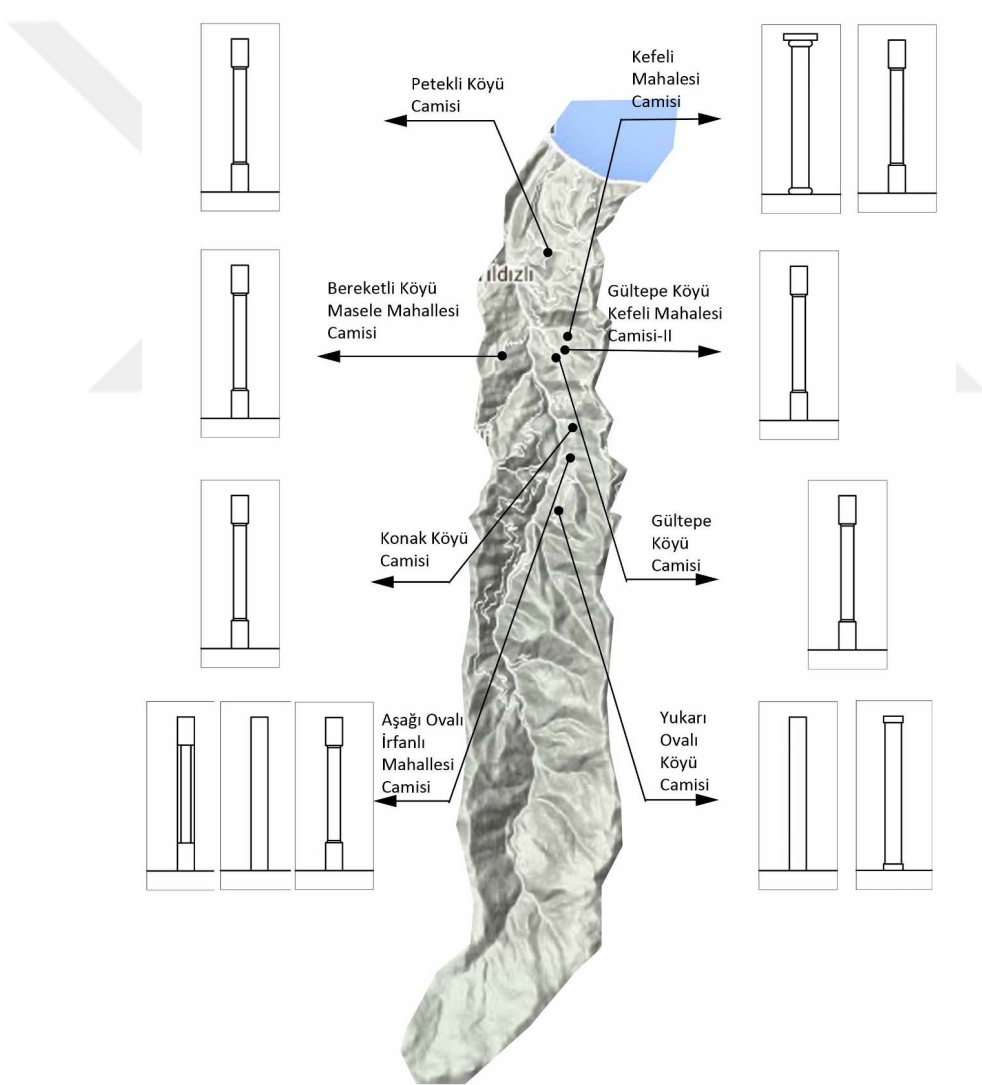 Petekli Köyü
Camisi
Kefeli
Mahalesi
Camisi
Bereketli Köyü
Masele Mahallesi
Camisi
Gültepe Köyü
Kefeli Mahalesi
Camisi-II
Konak Köyü
Camisi
Gültepe
Köyü
Camisi
Aşağı Ovalı
İrfanlı
Mahallesi
Camisi
Yukarı
Ovalı
Köyü
Camisi